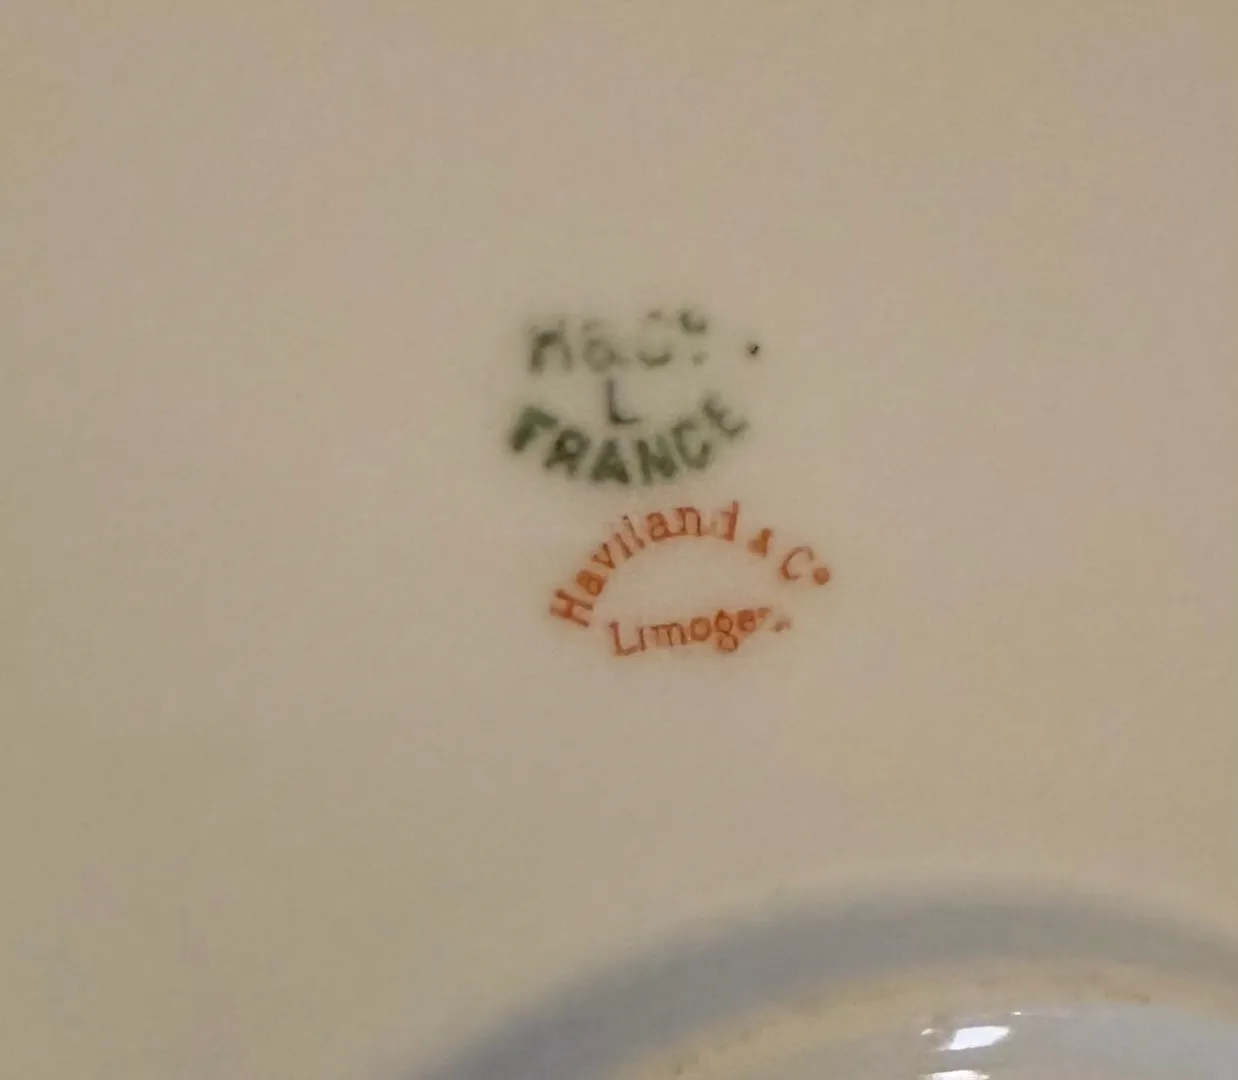 H&Cº
L
FRANCE
Haviland & Cº
Limoges